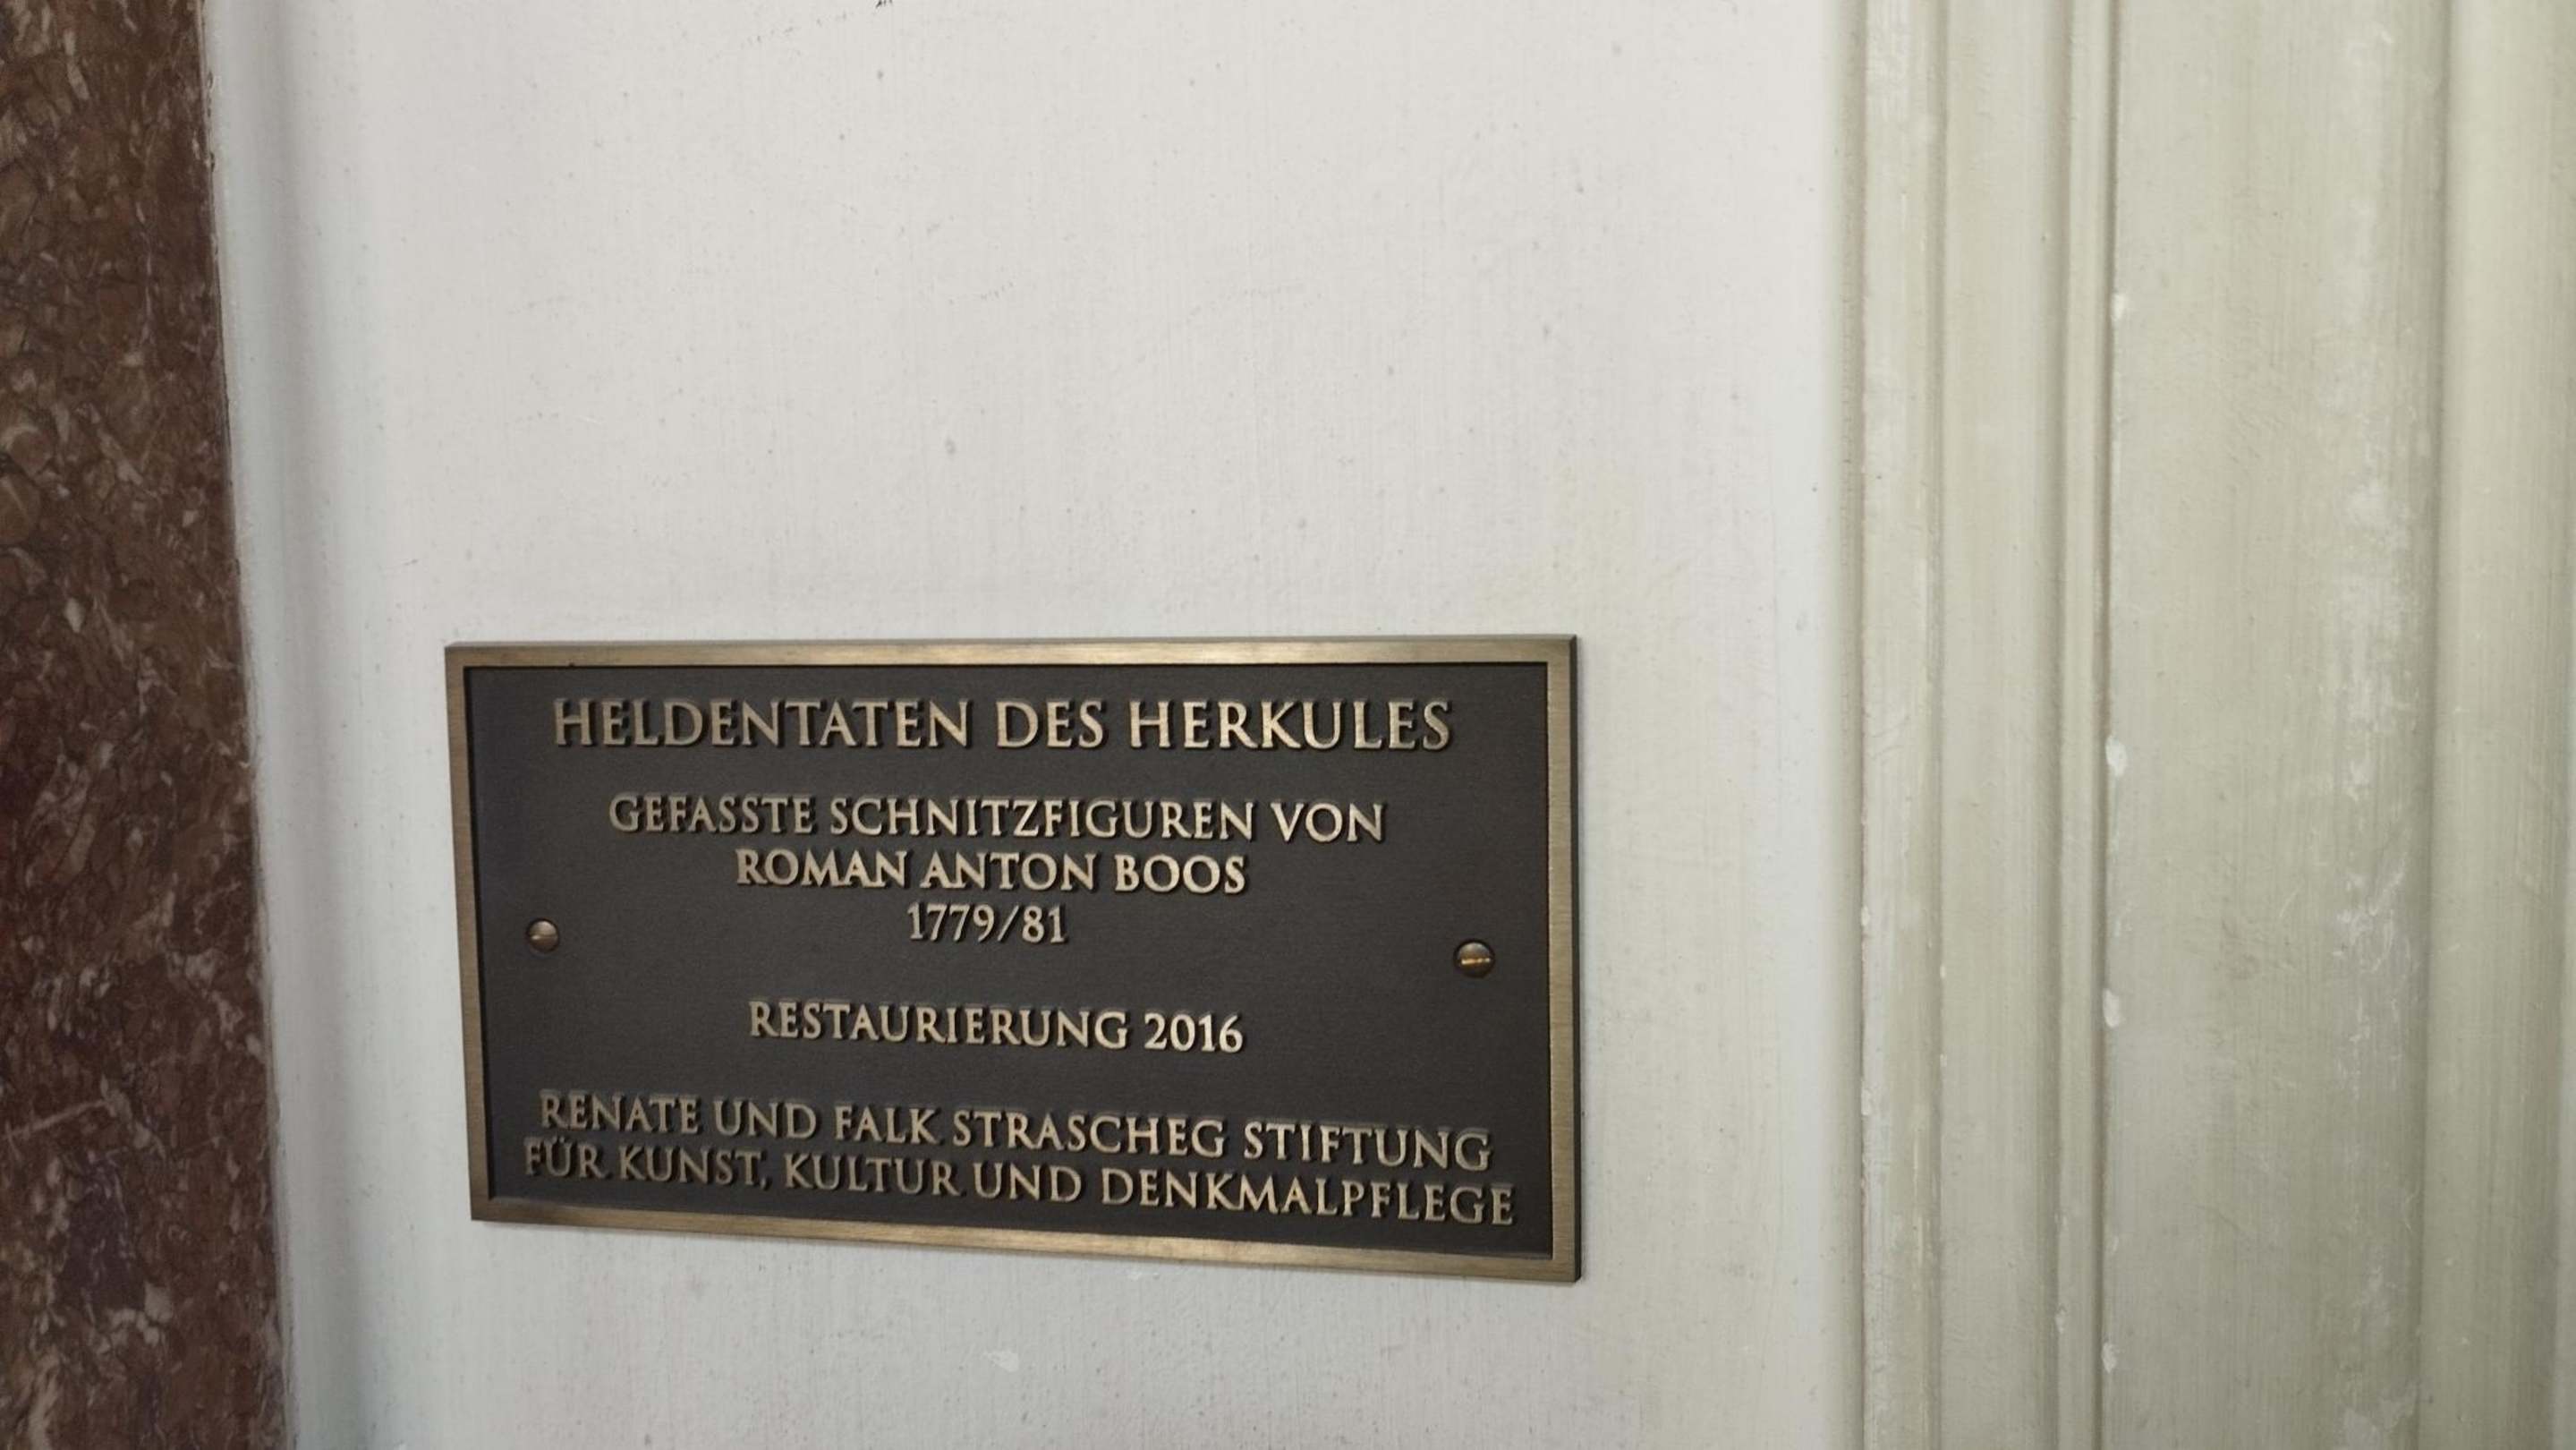 HELDENTATEN DES HERKULES
GEFASSTE SCHNITZFIGUREN VON
ROMAN ANTON BOOS
1779/81
RESTAURIERUNG 2016
RENATE UND FALK STRASCHEG STIFTUNG
FÜR KUNST, KULTUR UND DENKMALPFLEGE